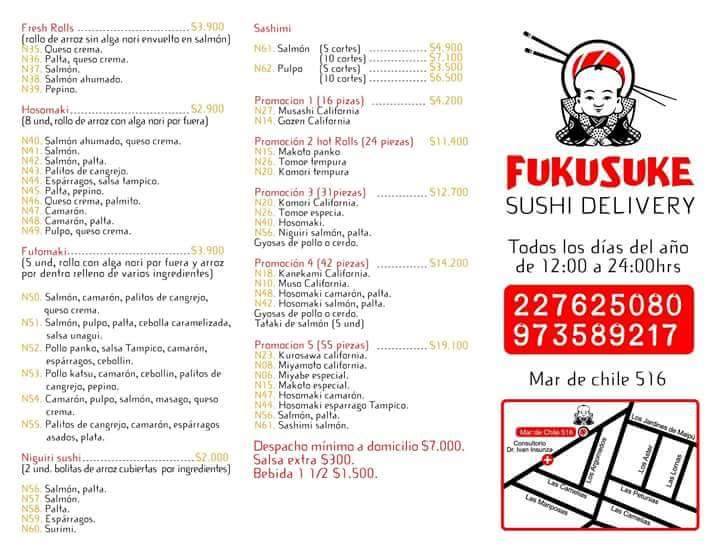 Fresh Rolls ............................ $3.900
(rollo de arroz sin alga nori envuelto en salmón)
N35. Queso crema.
N36. Palta, queso crema.
N37. Salmón.
N38. Salmón ahumado.
N39. Pepino.
Hosomaki ............................ $2.900
(8 und, rollo de arroz con alga nori por fuera)
N40. Salmón ahumado, queso crema.
N41. Salmón.
N42. Salmón, palta.
N43. Palitos de cangrejo.
N44. Espárragos, salsa tampico.
N45. Palta, pepino.
N46. Queso crema, palmito.
N47. Camarón.
N48. Camarón, palta.
N49. Pulpo, queso crema.
Futomaki ............................ $3.900
(5 und, rollo con alga nori por fuera y arroz
por dentro relleno de varios ingredientes)
N50. Salmón, camarón, palitos de cangrejo,
queso crema.
N51. Salmón, pulpo, palta, cebolla caramelizada,
salsa unagui.
N52. Pollo panko, salsa Tampico, camarón,
espárragos, cebollin.
N53. Pollo katsu, camarón, cebollin, palitos de
cangrejo, pepino.
N54. Camarón, pulpo, salmón, masago, queso
crema.
N55. Palitos de cangrejo, camarón, espárragos
asados, plata.
Niguiri sushi ............................ $2.000
(2 und. bolitas de arroz cubiertas por ingredientes)
N56. Salmón, palta.
N57. Salmón.
N58. Palta.
N59. Espárragos.
N60. Surimi.
Sashimi
N61. Salmón (5 cortes) ................ $4.900
(10 cortes) ................ $7.100
N62. Pulpo (5 cortes) ................ $3.500
(10 cortes) ................ $6.500
Promocion 1 (16 pizas) ............... $4.200
N27. Musashi California
N14. Gozen California
Promoción 2 hot Rolls (24 piezas) $11.400
N15. Makoto panko
N26. Tomoe tempura
N20. Komori tempura
Promoción 3 (31piezas) ............... $12.700
N20. Komori California.
N26. Tomoe especia.
N40. Hosomaki.
N56. Niguiri salmón, palta.
Gyosas de pollo o cerdo.
Promoción 4 (42 piezas) ............... $14.200
N18. Kanekami California.
N10. Muso California.
N48. Hosomaki camarón, palta.
N42. Hosomaki salmón, palta.
Gyosas de pollo o cerdo
Tataki de salmón (5 und)
Promocion 5 (55 piezas) ............... $19.100
N23. Kurosawa california.
N08. Miyamoto california.
N06. Miyabe especial.
N15. Makoto especial.
N47. Hosomaki camarón.
N44. Hosomaki esparrago Tampico.
N56. Salmón, palta.
N61. Sashimi salmón.
Despacho mínimo a domicilio $7.000.
Salsa extra $300.
Bebida 1 1/2 $1.500.
FUKUSUKE
SUSHI DELIVERY
Todos los días del año
de 12:00 a 24:00hrs
227625080
973589217
Mar de chile 516
Mar de Chile 516
Consultorio
Dr. Ivan Insunza
Los Jardines de Maipú
Los Argumedos
Los Aster
Las Lomas
Las Camelias
Las Petunias
Las Mariposas
Las Camelias